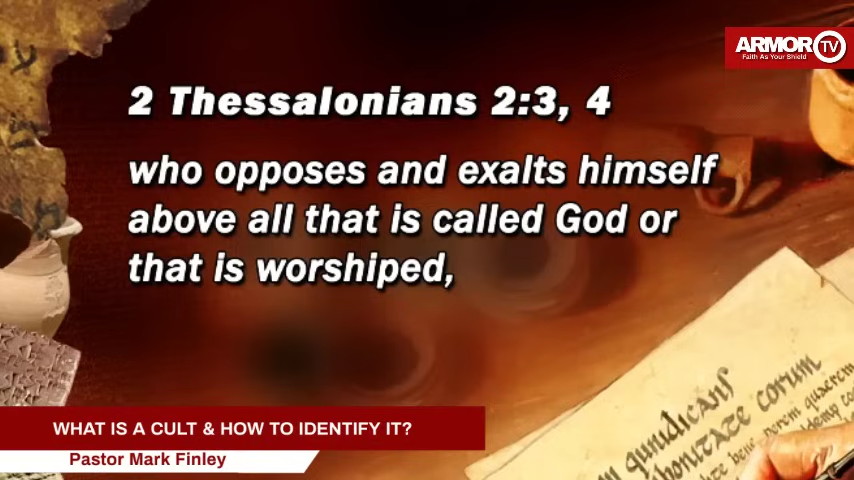 ARMOR TV
Faith As Your Shield
2 Thessalonians 2:3, 4
who opposes and exalts himself
above all that is called God or
that is worshiped,
WHAT IS A CULT & HOW TO IDENTIFY IT?
Pastor Mark Finley